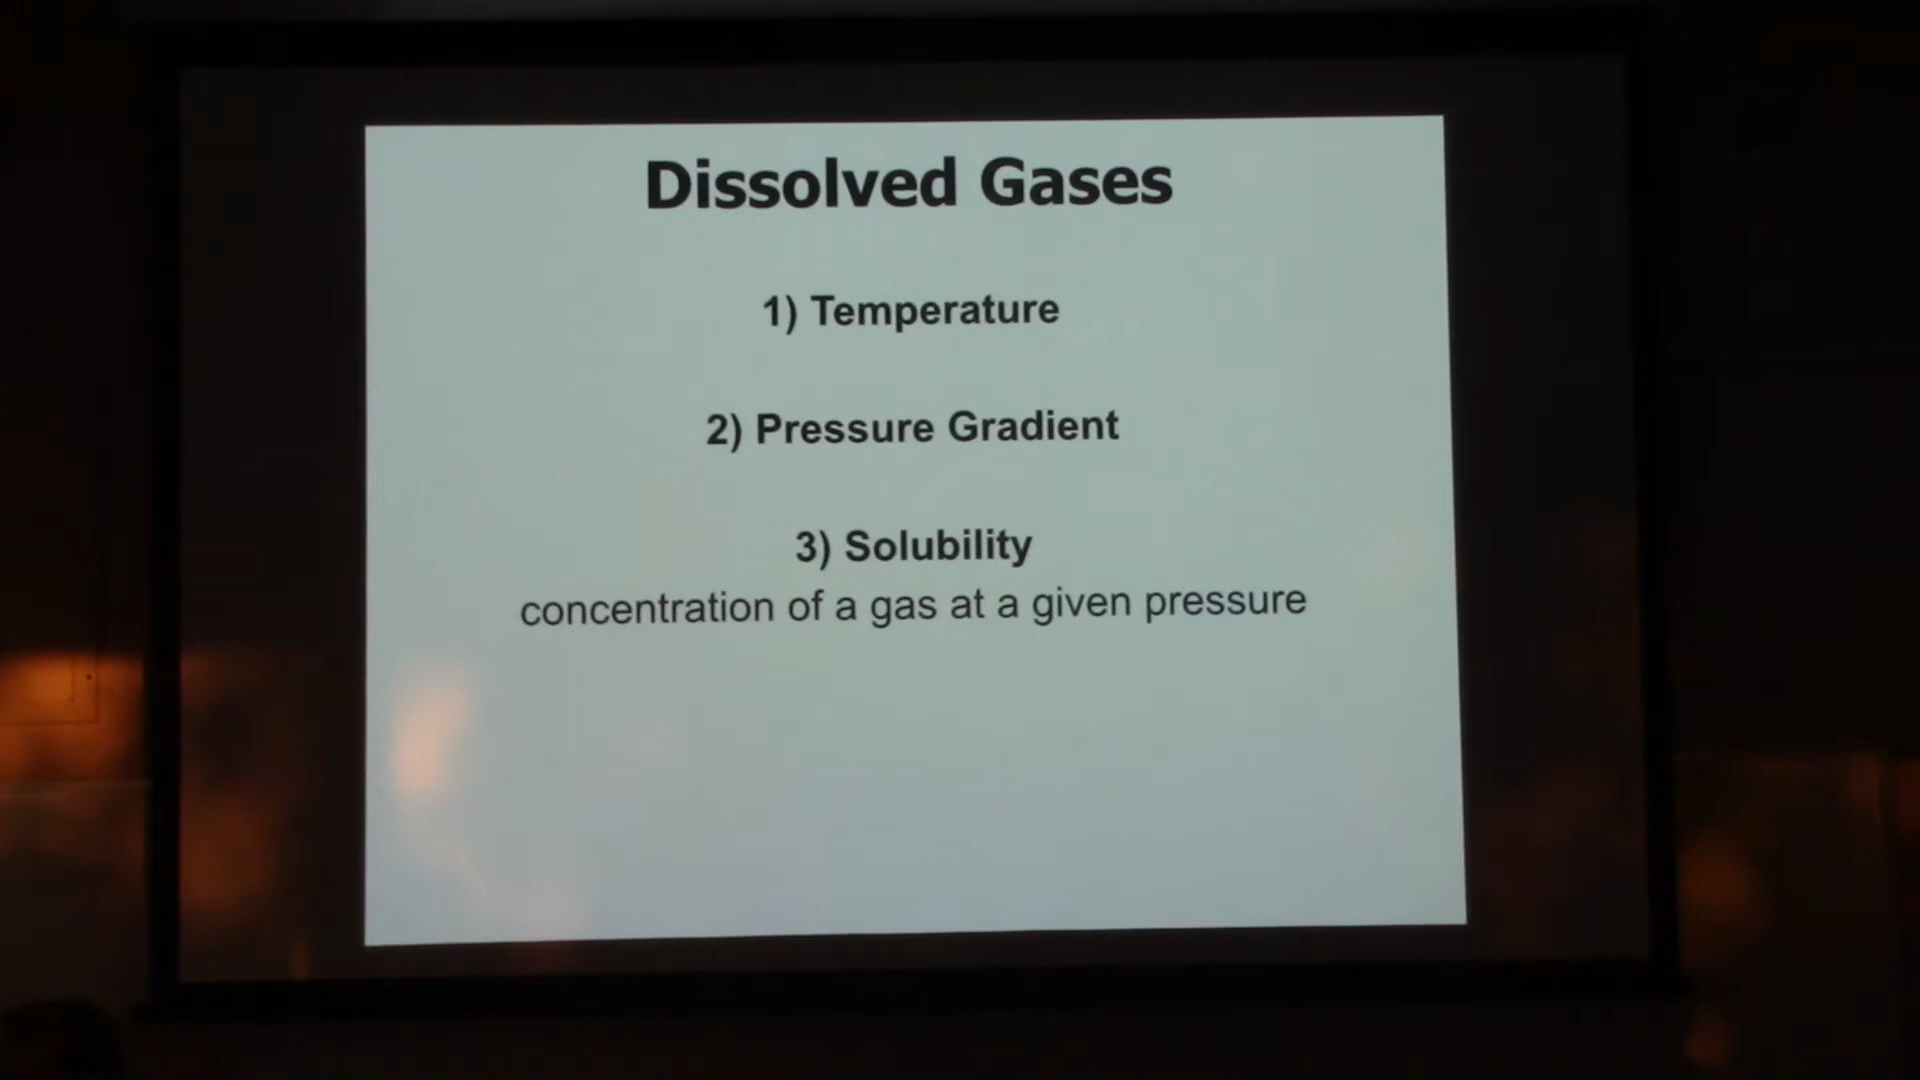 Dissolved Gases
1) Temperature
2) Pressure Gradient
3) Solubility
concentration of a gas at a given pressure